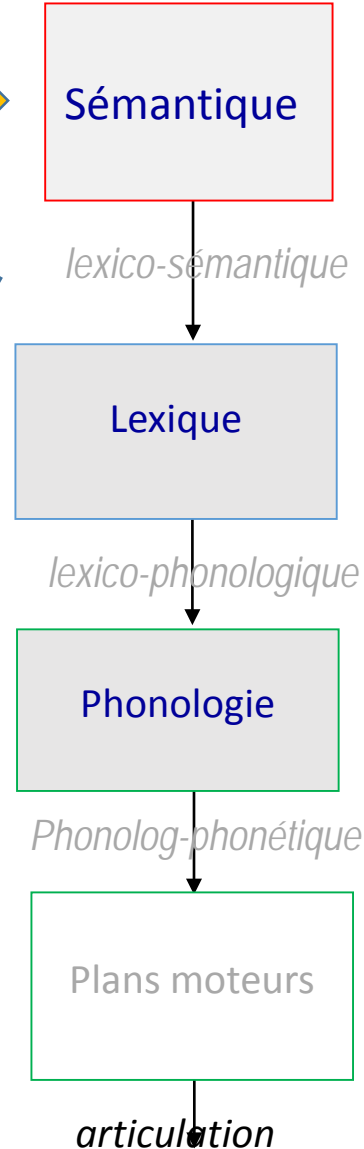 Sémantique
lexico-sémantique
Lexique
lexico-phonologique
Phonologie
Phonolog-phonétique
Plans moteurs
articulation